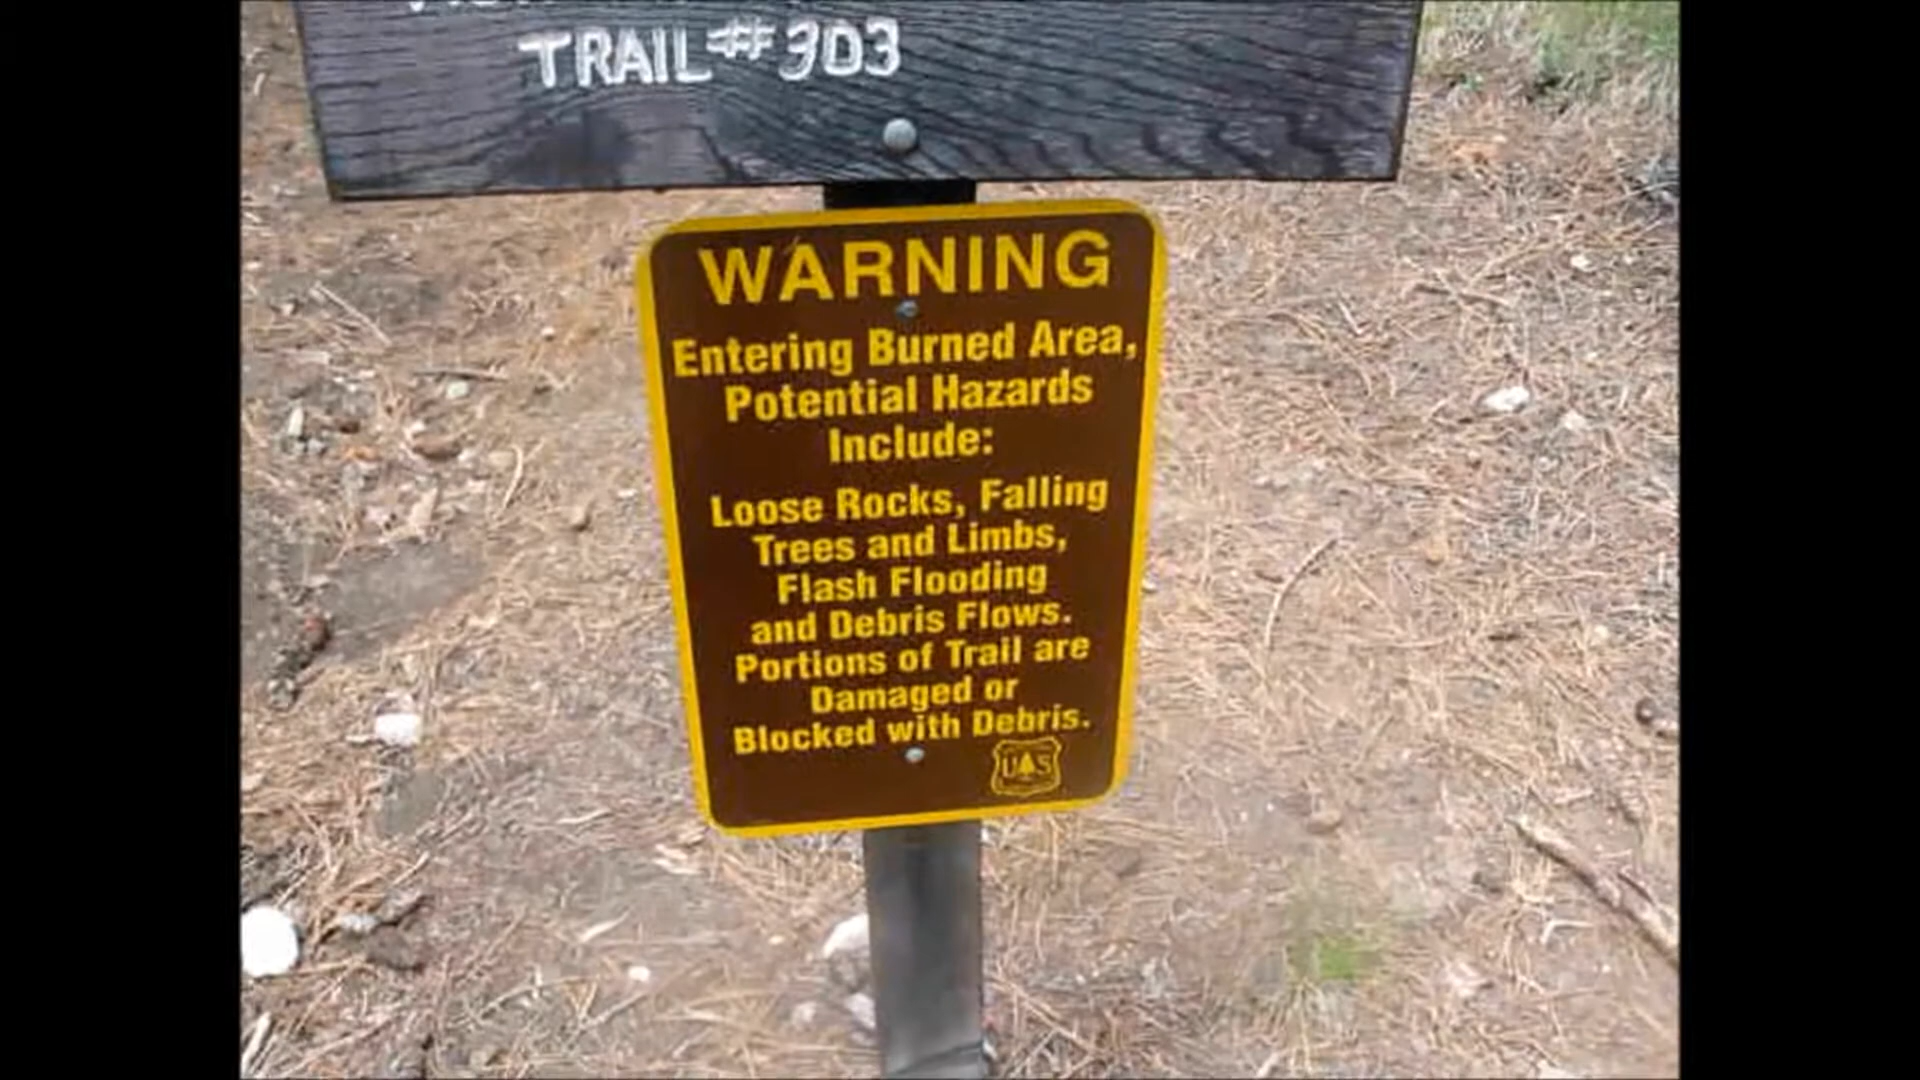 TRAIL #303
WARNING
Entering Burned Area,
Potential Hazards
Include:
Loose Rocks, Falling
Trees and Limbs,
Flash Flooding
and Debris Flows.
Portions of Trail are
Damaged or
Blocked with Debris.
U S